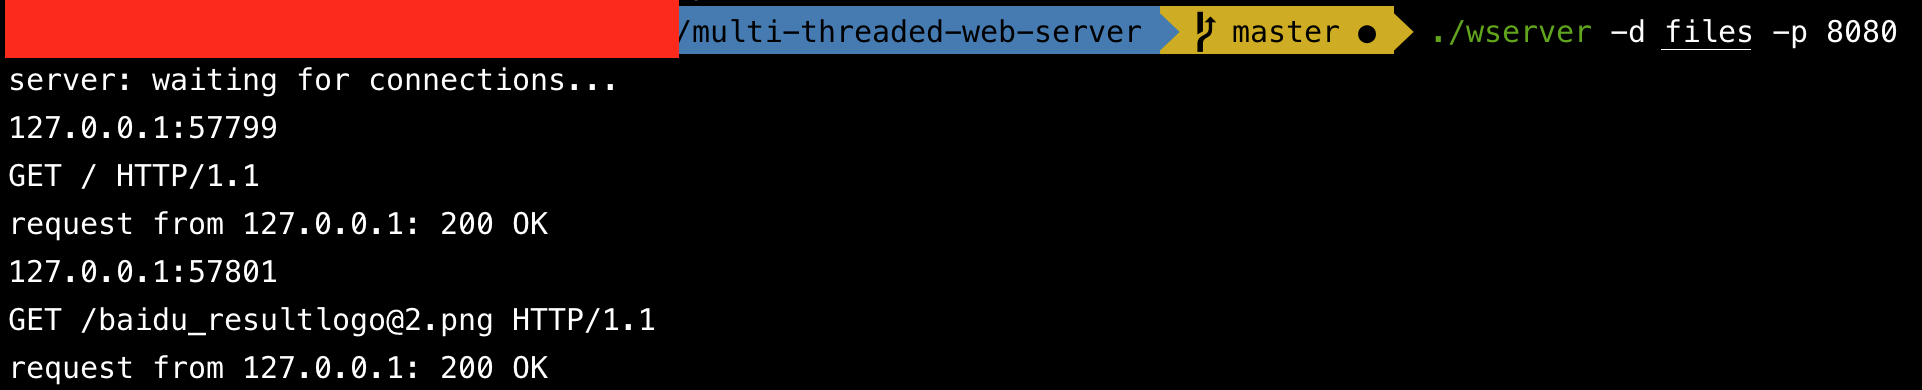 /multi-threaded-web-server master ● ./wserver -d files -p 8080
server: waiting for connections...
127.0.0.1:57799
GET / HTTP/1.1
request from 127.0.0.1: 200 OK
127.0.0.1:57801
GET /baidu_resultlogo@2.png HTTP/1.1
request from 127.0.0.1: 200 OK